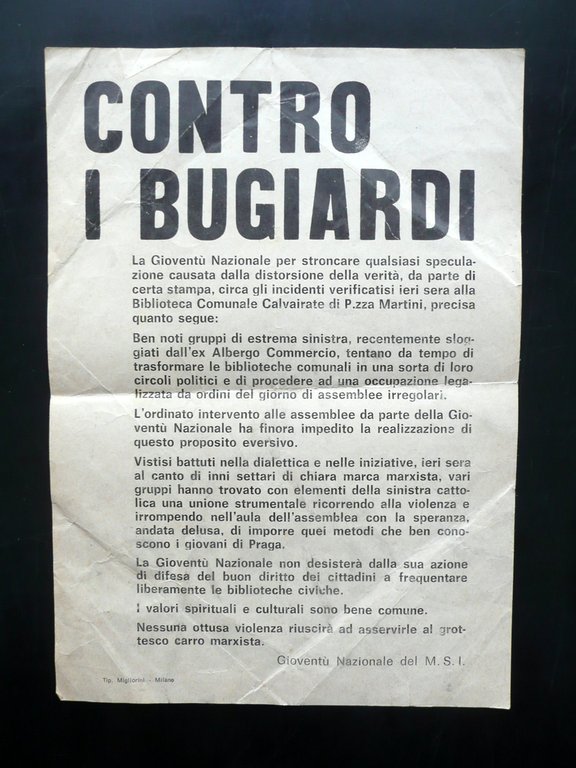 CONTRO
I BUGIARDI
La Gioventù Nazionale per stroncare qualsiasi specula-
zione causata dalla distorsione della verità, da parte di
certa stampa, circa gli incidenti verificatisi ieri sera alla
Biblioteca Comunale Calvairate di P.zza Martini, precisa
quanto segue:
Ben noti gruppi di estrema sinistra, recentemente slog-
giati dall'ex Albergo Commercio, tentano da tempo di
trasformare le biblioteche comunali in una sorta di loro
circoli politici e di procedere ad una occupazione lega-
lizzata da ordini del giorno di assemblee irregolari.
L'ordinato intervento alle assemblee da parte della Gio-
ventù Nazionale ha finora impedito la realizzazione di
questo proposito eversivo.
Vistisi battuti nella dialettica e nelle iniziative, ieri sera
al canto di inni settari di chiara marca marxista, vari
gruppi hanno trovato con elementi della sinistra catto-
lica una unione strumentale ricorrendo alla violenza e
irrompendo nell'aula dell'assemblea con la speranza,
andata delusa, di imporre quei metodi che ben cono-
scono i giovani di Praga.
La Gioventù Nazionale non desisterà dalla sua azione
di difesa del buon diritto dei cittadini a frequentare
liberamente le biblioteche civiche.
I valori spirituali e culturali sono bene comune.
Nessuna ottusa violenza riuscirà ad asservirle al grot-
tesco carro marxista.
Gioventù Nazionale del M.S.I.
Tip. Migliorini - Milano